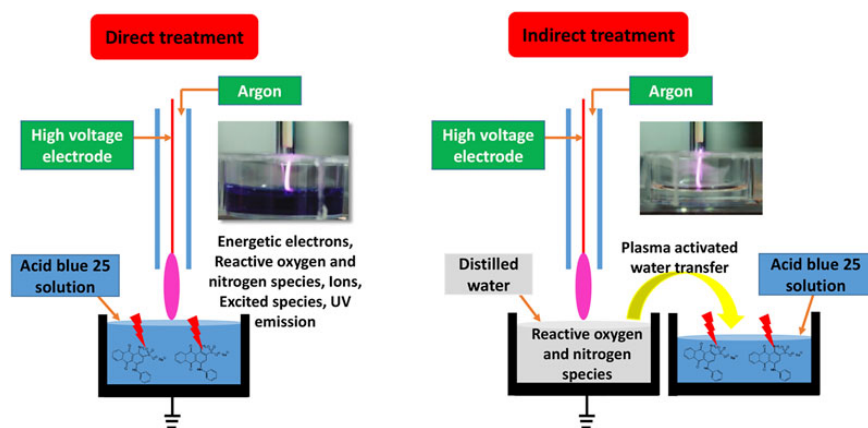 Direct treatment
Argon
High voltage
electrode
Energetic electrons,
Reactive oxygen and
nitrogen species, Ions,
Excited species, UV
emission
Acid blue 25
solution
Indirect treatment
Argon
High voltage
electrode
Plasma activated
water transfer
Distilled
water
Acid blue 25
solution
Reactive oxygen
and nitrogen
species